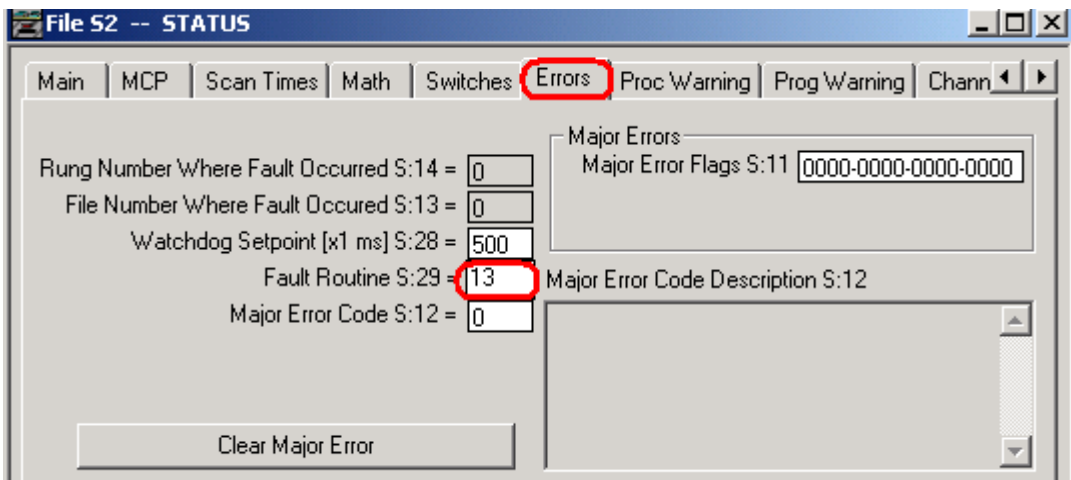 File S2 -- STATUS
Main MCP Scan Times Math Switches Errors Proc Warning Prog Warning Chann
Major Errors
Rung Number Where Fault Occurred S:14 = 0
Major Error Flags S:11 0000-0000-0000-0000
File Number Where Fault Occured S:13 = 0
Watchdog Setpoint [x1 ms] S:28 = 500
Fault Routine S:29 = 13
Major Error Code Description S:12
Major Error Code S:12 = 0
Clear Major Error